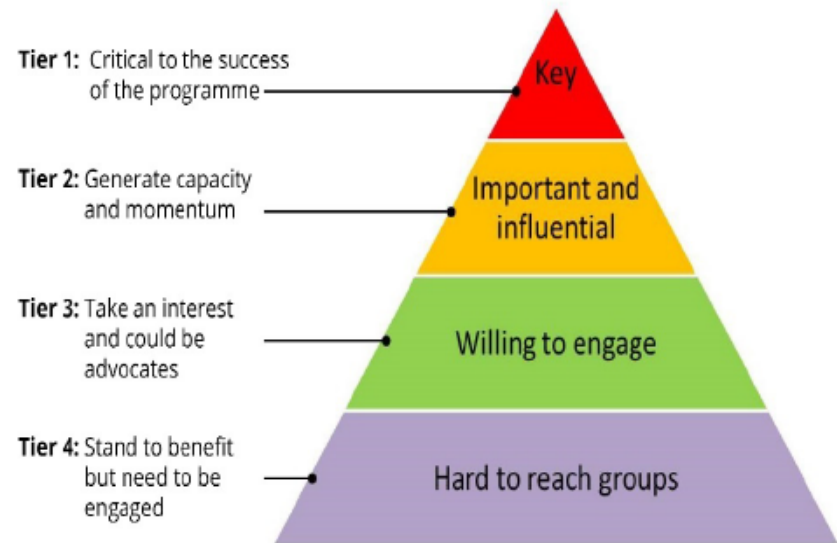 Tier 1: Critical to the success
of the programme
Key
Tier 2: Generate capacity
and momentum
Important and
influential
Tier 3: Take an interest
and could be
advocates
Willing to engage
Tier 4: Stand to benefit
but need to be
engaged
Hard to reach groups